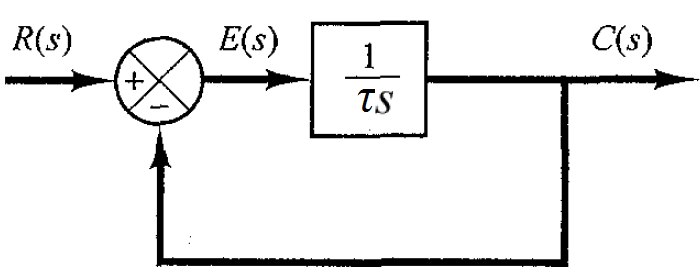 R(s) E(s) C(s)
+ 1
− τs